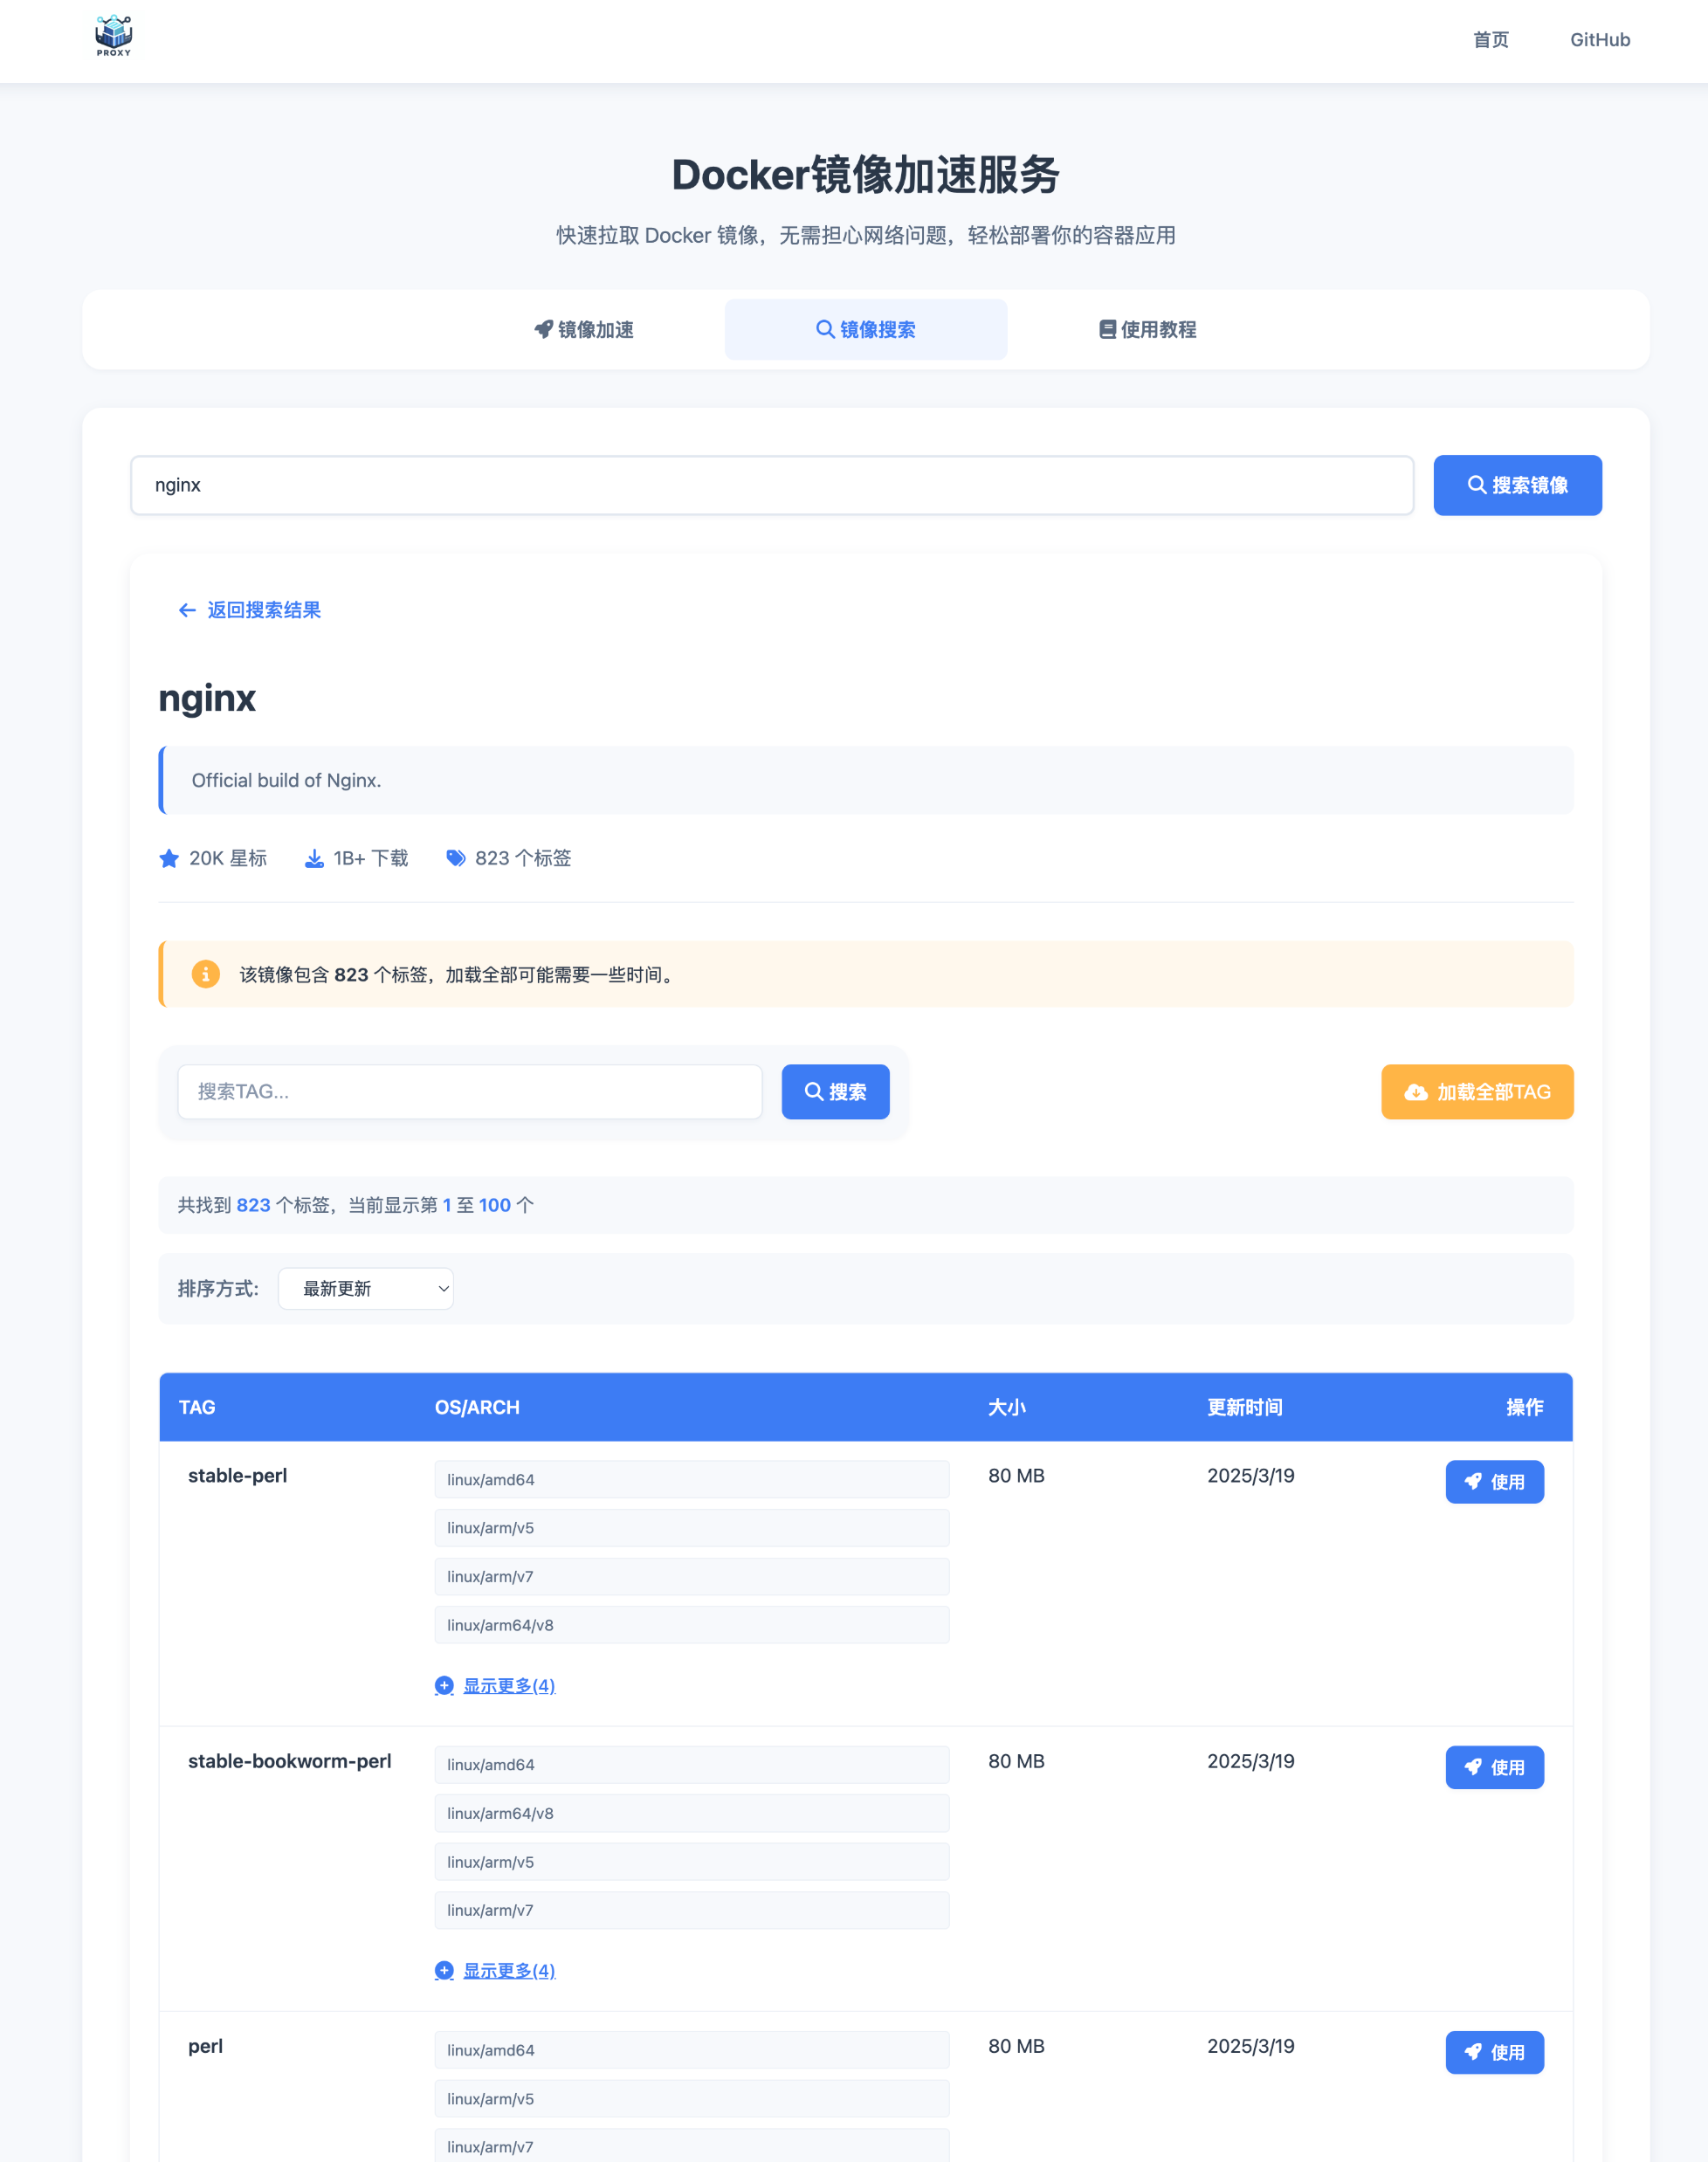 PROXY
首页 GitHub
Docker镜像加速服务
快速拉取 Docker 镜像，无需担心网络问题，轻松部署你的容器应用
镜像加速 镜像搜索 使用教程
nginx 搜索镜像
返回搜索结果
nginx
Official build of Nginx.
20K 星标 1B+ 下载 823 个标签
该镜像包含 823 个标签，加载全部可能需要一些时间。
搜索TAG... 搜索 加载全部TAG
共找到 823 个标签，当前显示第 1 至 100 个
排序方式: 最新更新
TAG OS/ARCH 大小 更新时间 操作
stable-perl linux/amd64 80 MB 2025/3/19 使用
linux/arm/v5
linux/arm/v7
linux/arm64/v8
显示更多(4)
stable-bookworm-perl linux/amd64 80 MB 2025/3/19 使用
linux/arm64/v8
linux/arm/v5
linux/arm/v7
显示更多(4)
perl linux/amd64 80 MB 2025/3/19 使用
linux/arm/v5
linux/arm/v7